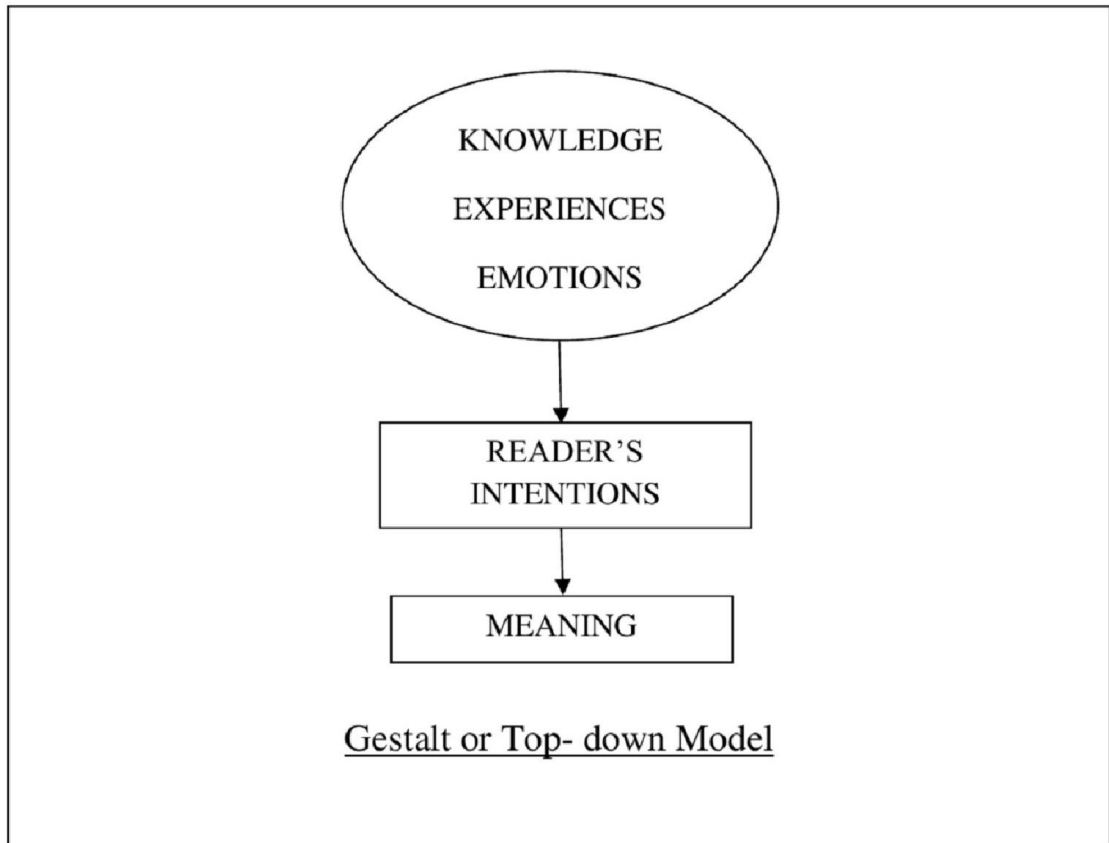 KNOWLEDGE
EXPERIENCES
EMOTIONS
READER’S
INTENTIONS
MEANING
Gestalt or Top- down Model